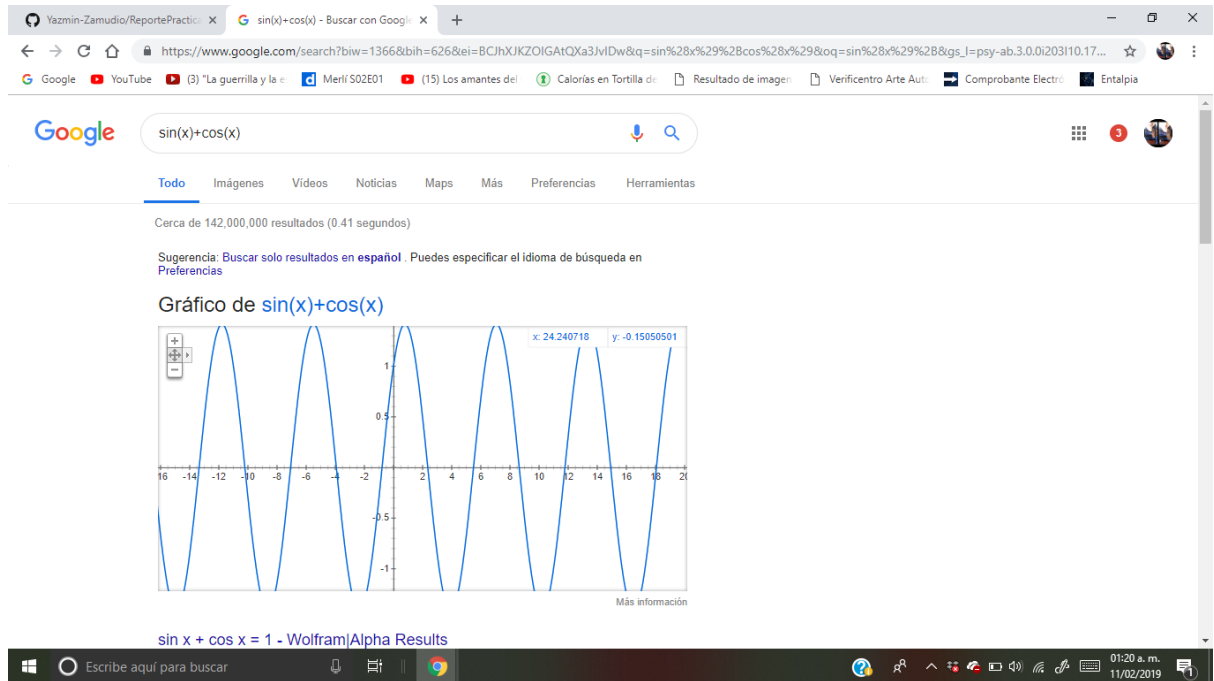 Yazmin-Zamudio/ReportePractica
sin(x)+cos(x) - Buscar con Google
https://www.google.com/search?biw=1366&bih=626&ei=BCJhXJKZOIGAtQXa3JvIDw&q=sin%28x%29%2Bcos%28x%29&oq=sin%28x%29%2B&gs_l=psy-ab.3.0.0i203l10.17...
Google
YouTube
(3) "La guerrilla y la e
Merlí S02E01
(15) Los amantes del
Calorías en Tortilla de
Resultado de imagen
Verificentro Arte Auto
Comprobante Electró
Entalpia
Google
sin(x)+cos(x)
3
Todo Imágenes Vídeos Noticias Maps Más Preferencias Herramientas
Cerca de 142,000,000 resultados (0.41 segundos)
Sugerencia: Buscar solo resultados en español . Puedes especificar el idioma de búsqueda en
Preferencias
Gráfico de sin(x)+cos(x)
x: 24.240718 y: -0.15050501
1
0.5
16 -14 -12 -10 -8 -6 -4 -2 2 4 6 8 10 12 14 16 18 20
-0.5
-1
Más información
sin x + cos x = 1 - Wolfram|Alpha Results
Escribe aquí para buscar
01:20 a. m.
11/02/2019
1